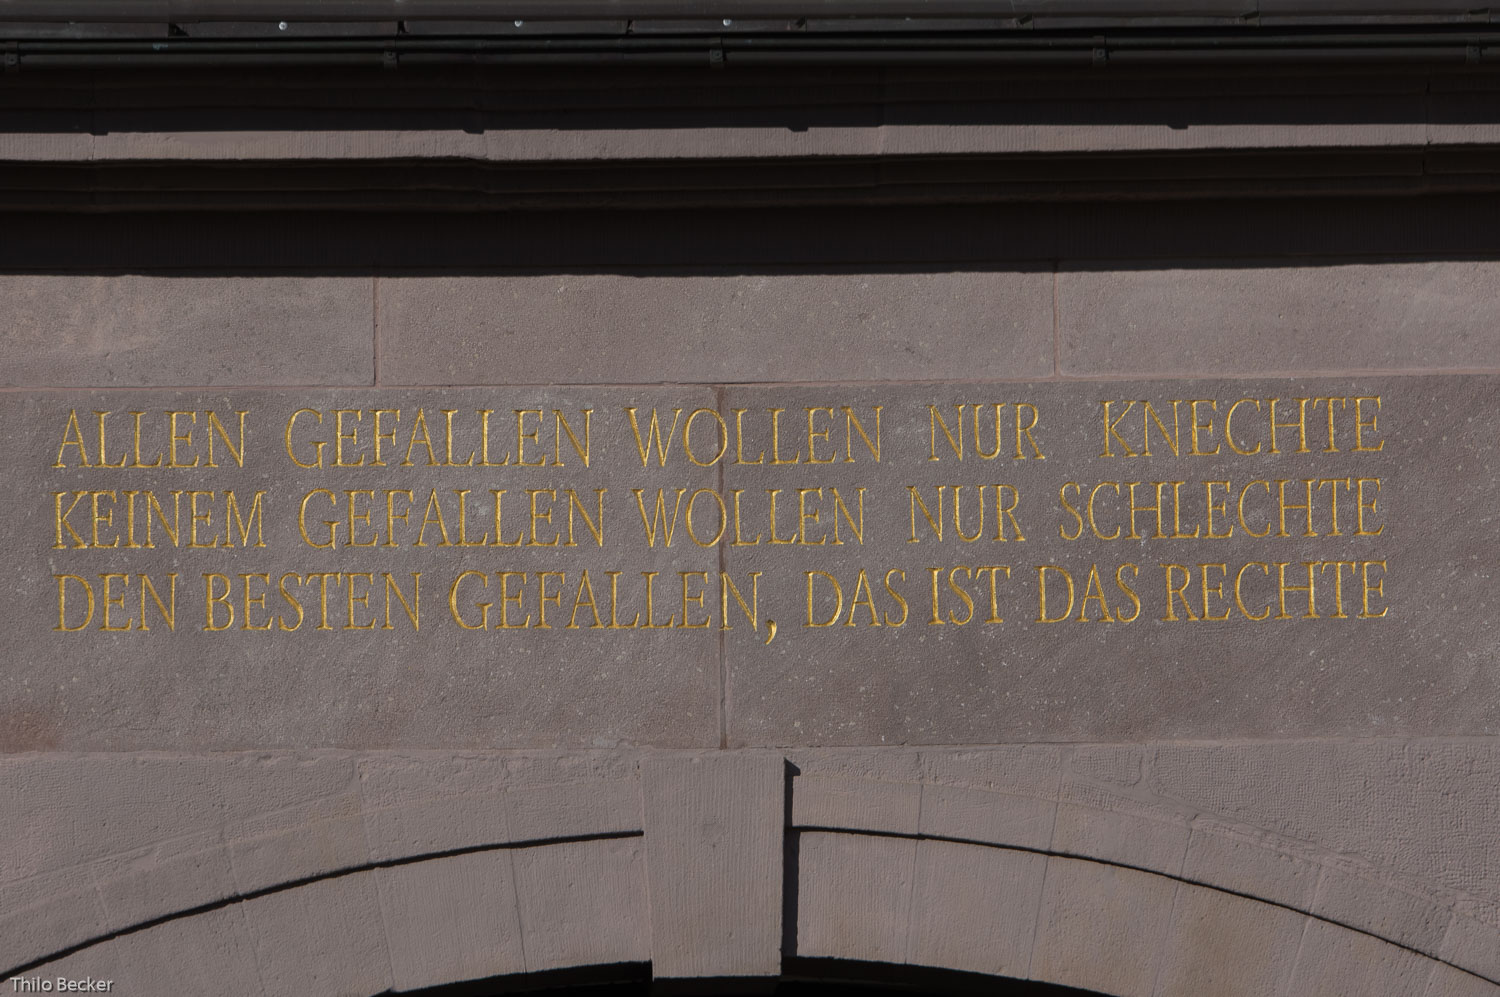 ALLEN GEFALLEN WOLLEN NUR KNECHTE
KEINEM GEFALLEN WOLLEN NUR SCHLECHTE
DEN BESTEN GEFALLEN, DAS IST DAS RECHTE
Thilo Becker